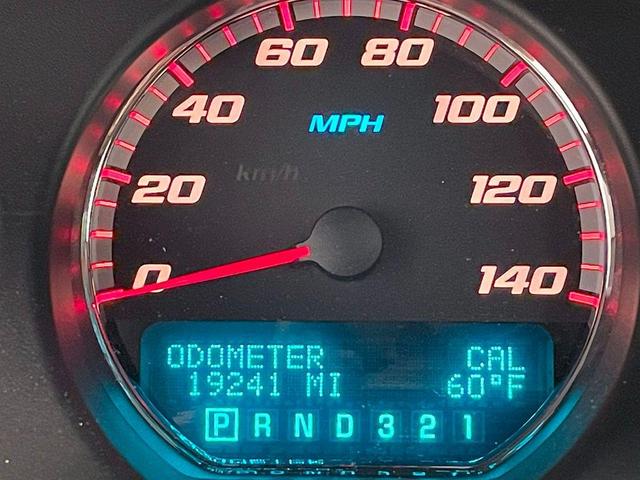 60 80
40 100
MPH
km/h
20 120
0 140
ODOMETER CAL
19241 MI 60°F
P R N D 3 2 1